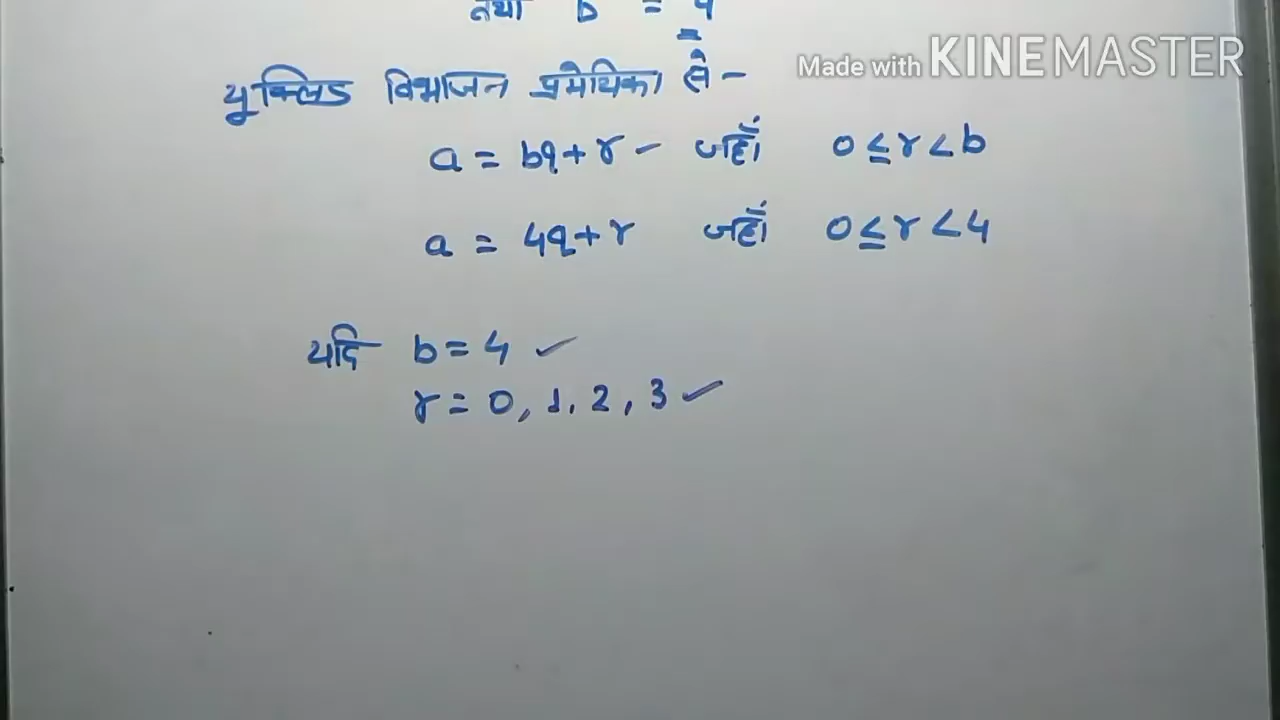 तथा b = 4
Made with KINEMASTER
यूक्लिड विभाजन प्रमेयिका से -
a = bq + r - जहाँ 0 ≤ r < b
a = 4q + r जहाँ 0 ≤ r < 4
यदि b = 4 ✓
r = 0, 1, 2, 3 ✓